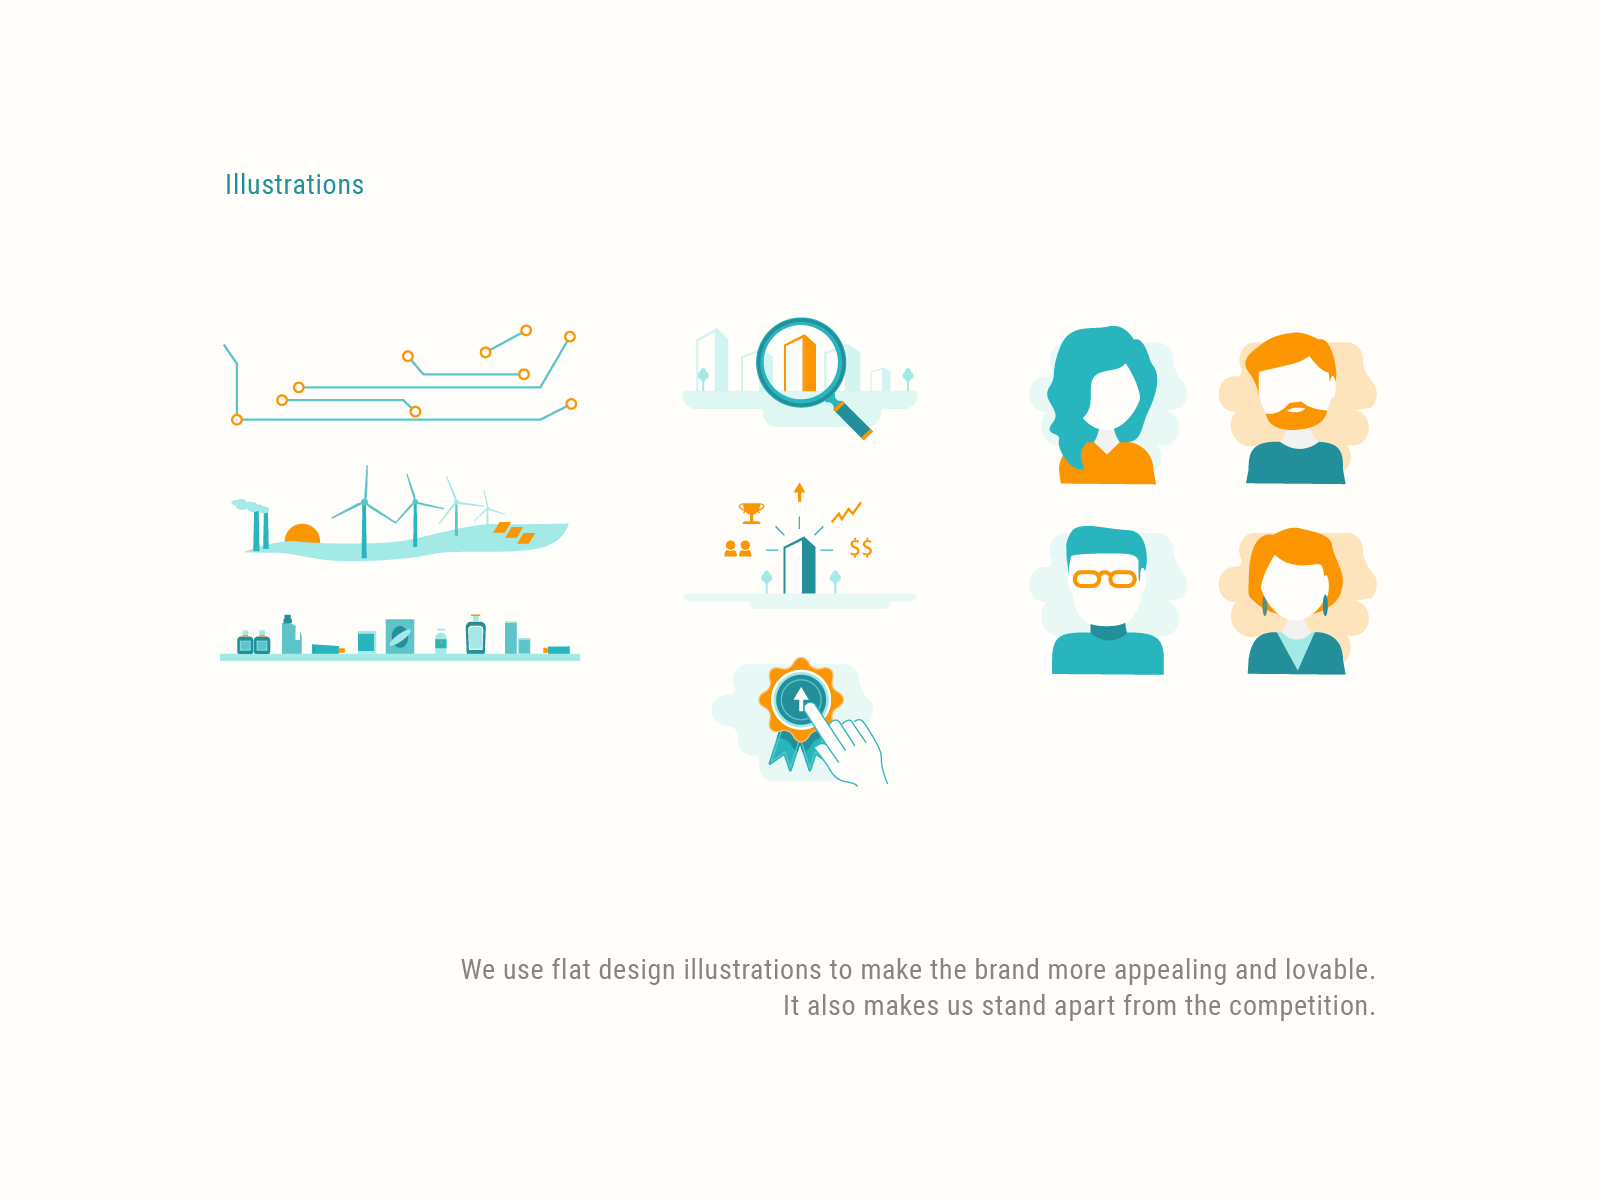 Illustrations
$$
We use flat design illustrations to make the brand more appealing and lovable.
It also makes us stand apart from the competition.